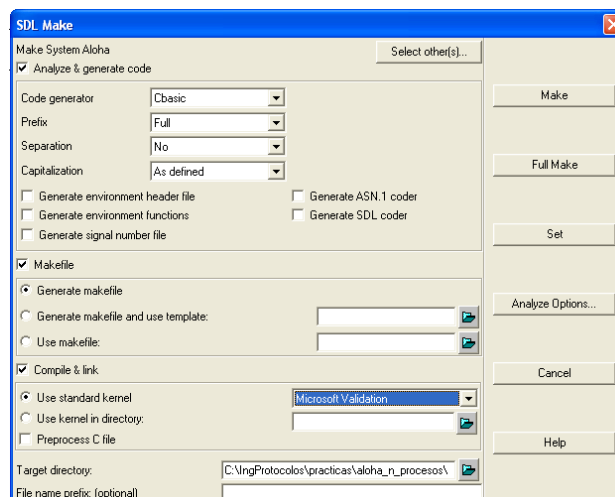 SDL Make
Make System Aloha
Select other(s)...
Analyze & generate code
Code generator Cbasic
Prefix Full
Separation No
Capitalization As defined
Generate environment header file Generate ASN.1 coder
Generate environment functions Generate SDL coder
Generate signal number file
Makefile
Generate makefile
Generate makefile and use template:
Use makefile:
Compile & link
Use standard kernel Microsoft Validation
Use kernel in directory:
Preprocess C file
Target directory: C:\IngProtocolos\practicas\aloha_n_procesos\
File name prefix: (optional)
Make
Full Make
Set
Analyze Options...
Cancel
Help